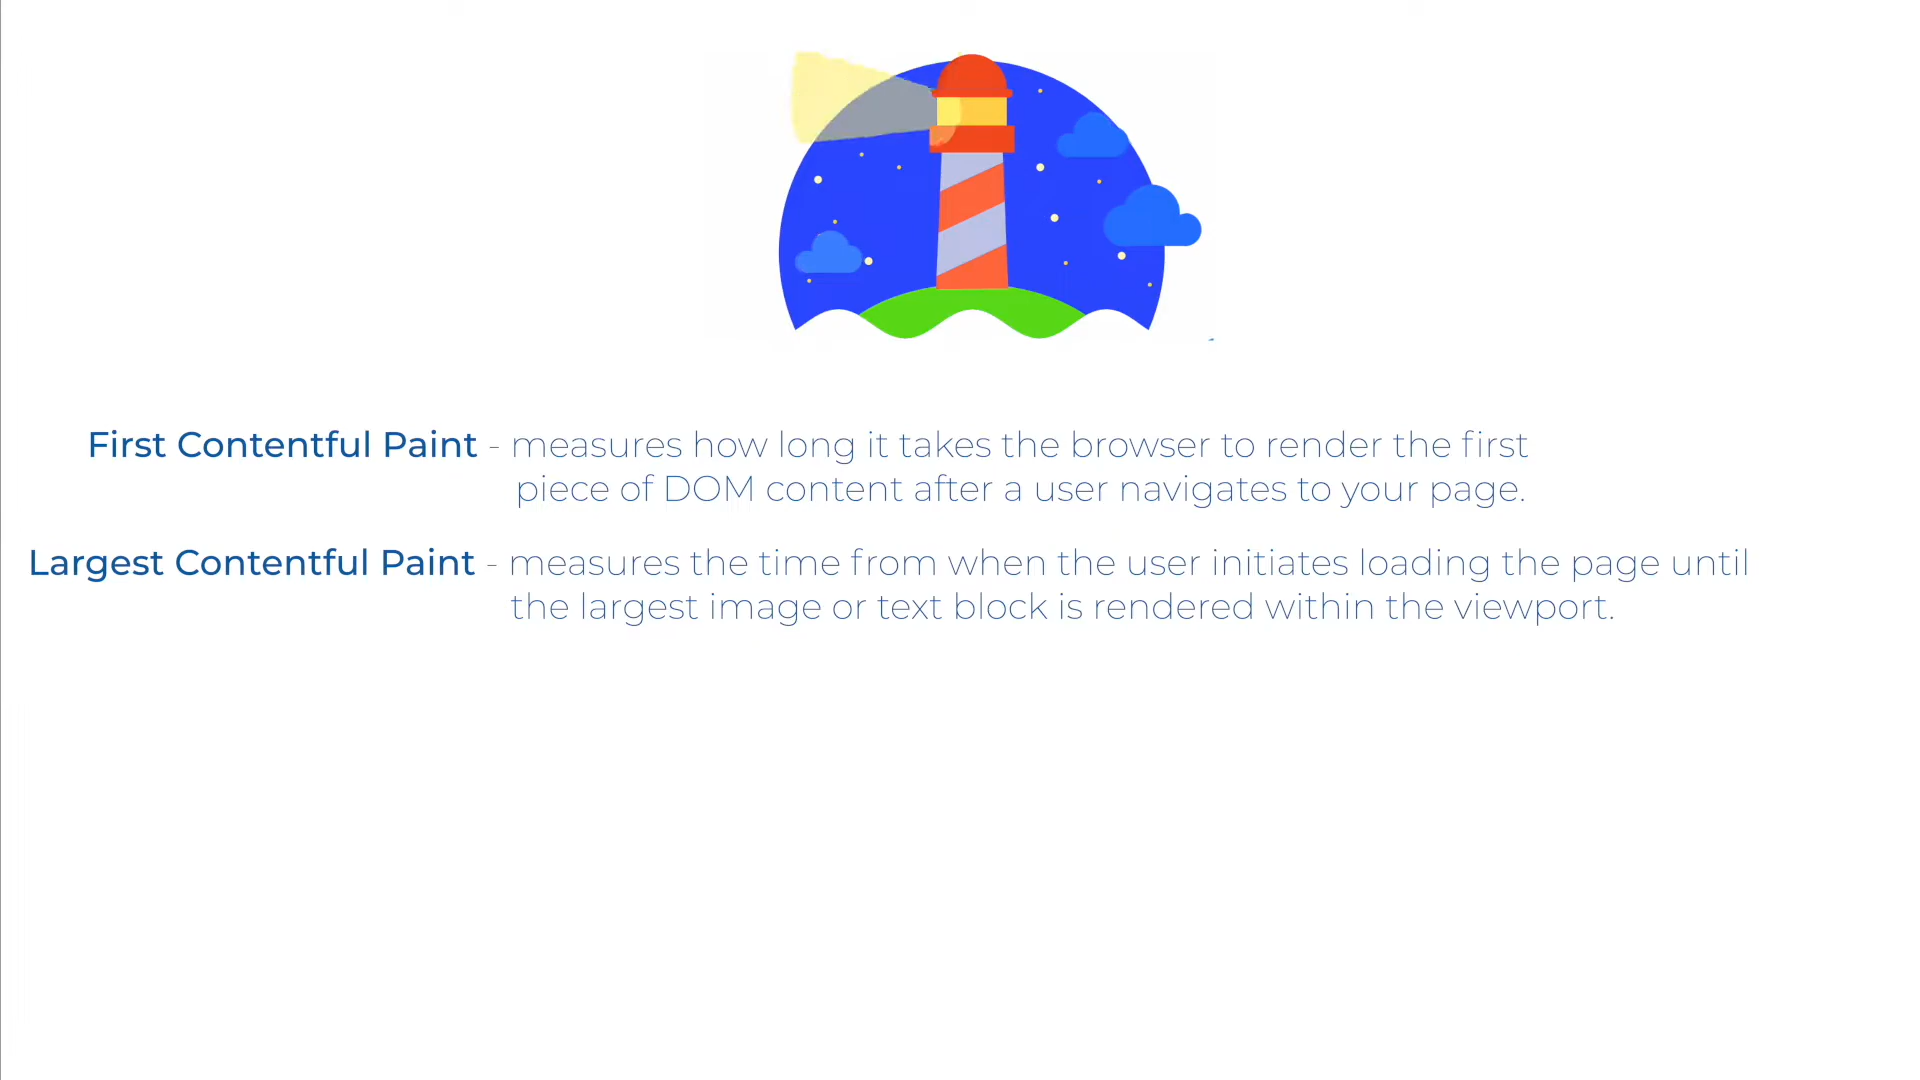 First Contentful Paint - measures how long it takes the browser to render the first
piece of DOM content after a user navigates to your page.
Largest Contentful Paint - measures the time from when the user initiates loading the page until
the largest image or text block is rendered within the viewport.